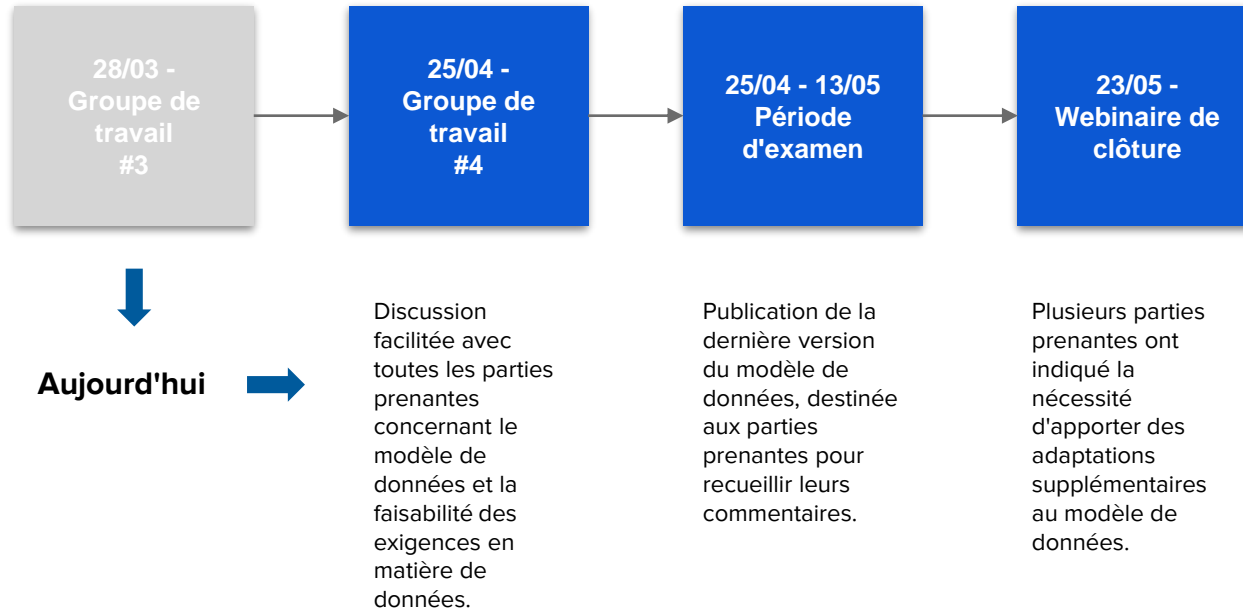 28/03 -
Groupe de
travail
#3
25/04 -
Groupe de
travail
#4
25/04 - 13/05
Période
d'examen
23/05 -
Webinaire de
clôture
Aujourd'hui
Discussion
facilitée avec
toutes les parties
prenantes
concernant le
modèle de
données et la
faisabilité des
exigences en
matière de
données.
Publication de la
dernière version
du modèle de
données, destinée
aux parties
prenantes pour
recueillir leurs
commentaires.
Plusieurs parties
prenantes ont
indiqué la
nécessité
d'apporter des
adaptations
supplémentaires
au modèle de
données.